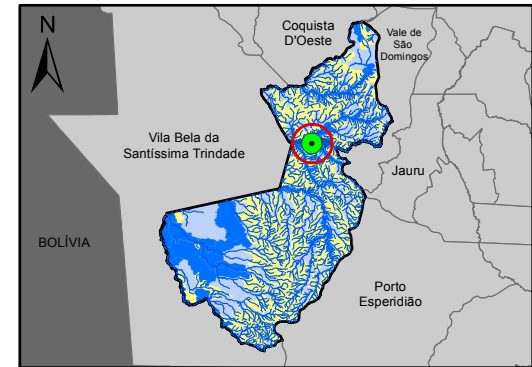 N
Coquista
D'Oeste
Vale de
São
Domingos
Vila Bela da
Santíssima Trindade
Jauru
BOLÍVIA
Porto
Esperidião